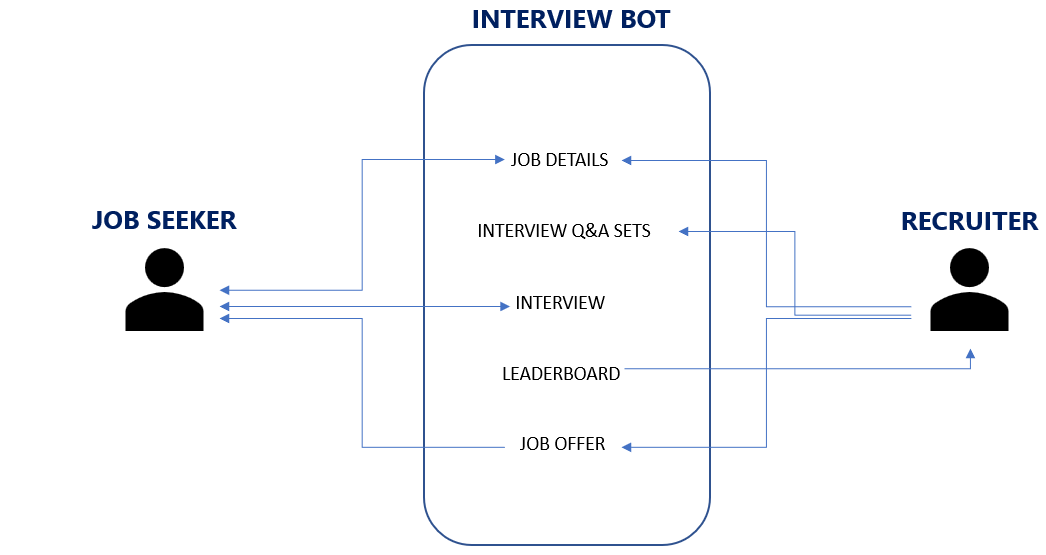 INTERVIEW BOT
JOB DETAILS
JOB SEEKER
RECRUITER
INTERVIEW Q&A SETS
INTERVIEW
LEADERBOARD
JOB OFFER